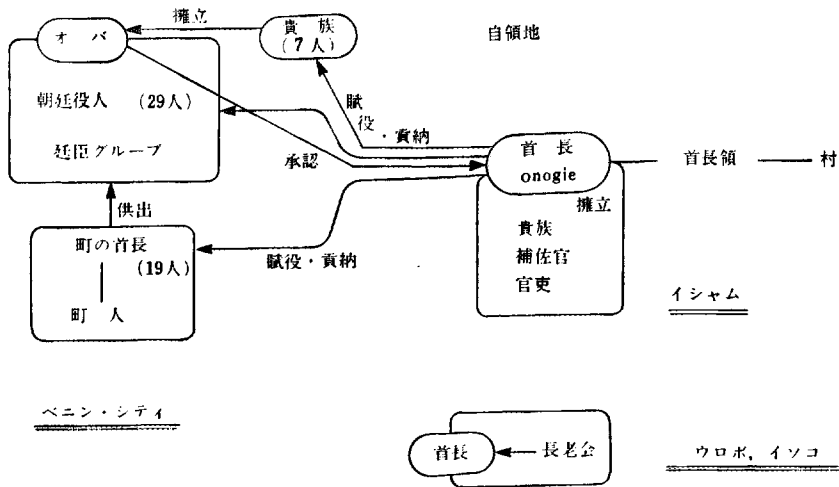 擁立
貴族
(7人)
自領地
オバ
朝廷役人 (29人)
廷臣グループ
賦役・貢納
承認
首長
onogie
首長領
村
擁立
貴族
補佐官
官吏
供出
町の首長
(19人)
町人
賦役・貢納
イシャム
ベニン・シティ
首長
長老会
ウロボ,イソコ